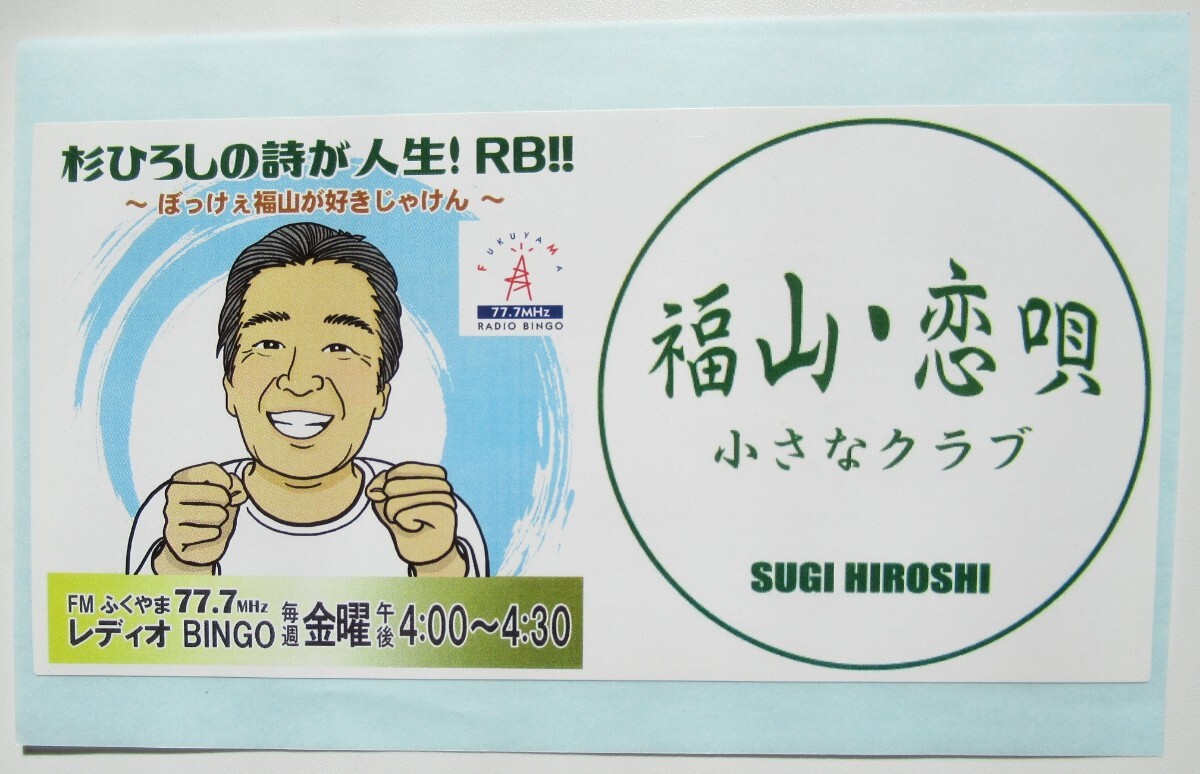 杉ひろしの詩が人生! RB!!
～ ぼっけぇ福山が好きじゃけん ～
FUKUYAMA
77.7MHz
RADIO BINGO
FM ふくやま 77.7MHz
レディオ BINGO
毎週
金曜
午後
4:00～4:30
福山・恋唄
小さなクラブ
SUGI HIROSHI